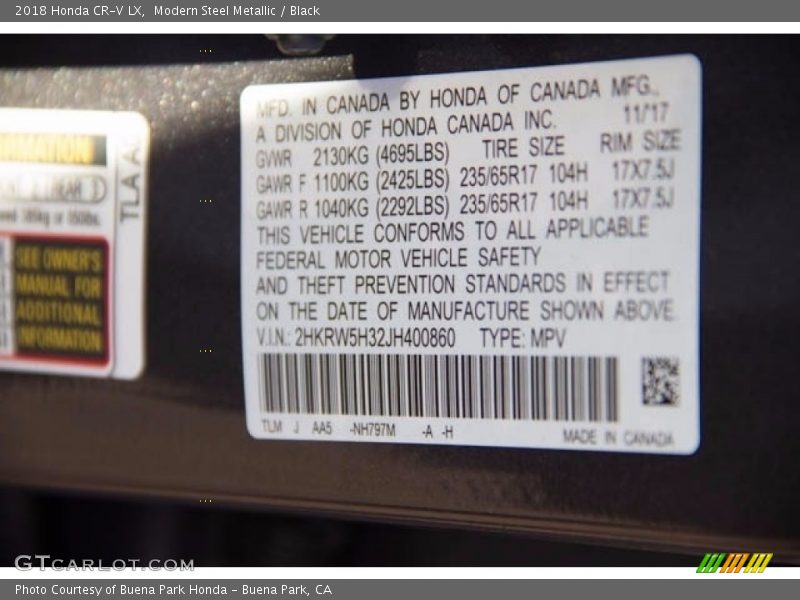 2018 Honda CR-V LX,  Modern Steel Metallic / Black
TLA A
SEE OWNER'S
MANUAL FOR
ADDITIONAL
INFORMATION
MFD. IN CANADA BY HONDA OF CANADA MFG.,
A DIVISION OF HONDA CANADA INC. 11/17
GVWR 2130KG (4695LBS) TIRE SIZE RIM SIZE
GAWR F 1100KG (2425LBS) 235/65R17 104H 17X7.5J
GAWR R 1040KG (2292LBS) 235/65R17 104H 17X7.5J
THIS VEHICLE CONFORMS TO ALL APPLICABLE
FEDERAL MOTOR VEHICLE SAFETY
AND THEFT PREVENTION STANDARDS IN EFFECT
ON THE DATE OF MANUFACTURE SHOWN ABOVE.
V.I.N.: 2HKRW5H32JH400860 TYPE: MPV
TLM J AA5 -NH797M -A -H
MADE IN CANADA
GTCARLOT.COM
Photo Courtesy of Buena Park Honda - Buena Park, CA